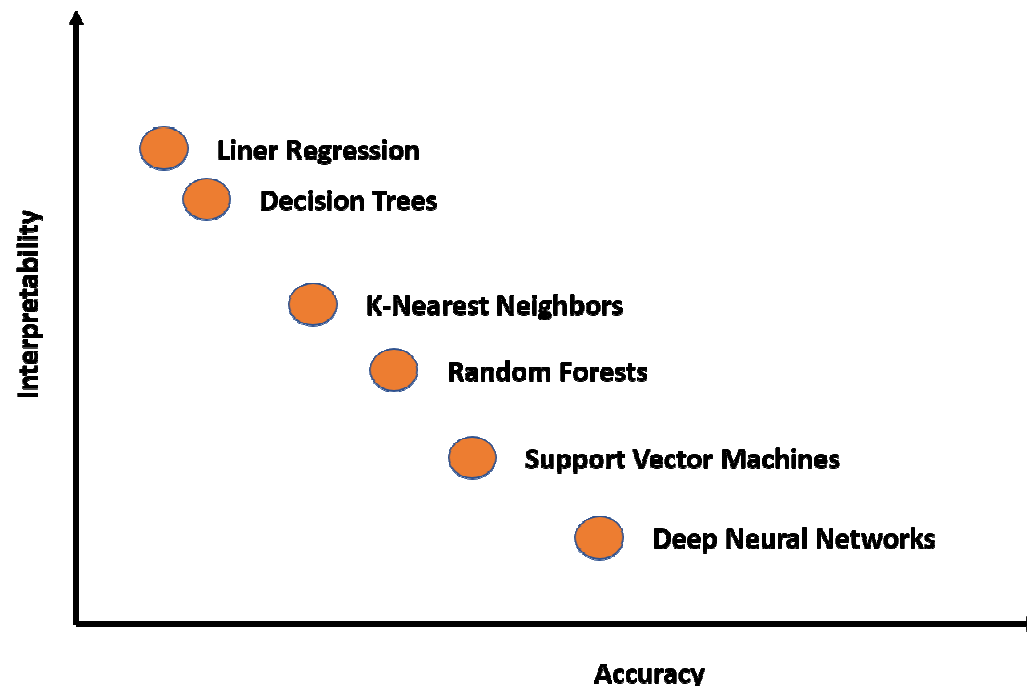 Liner Regression
Decision Trees
K-Nearest Neighbors
Random Forests
Support Vector Machines
Deep Neural Networks
Interpretability
Accuracy